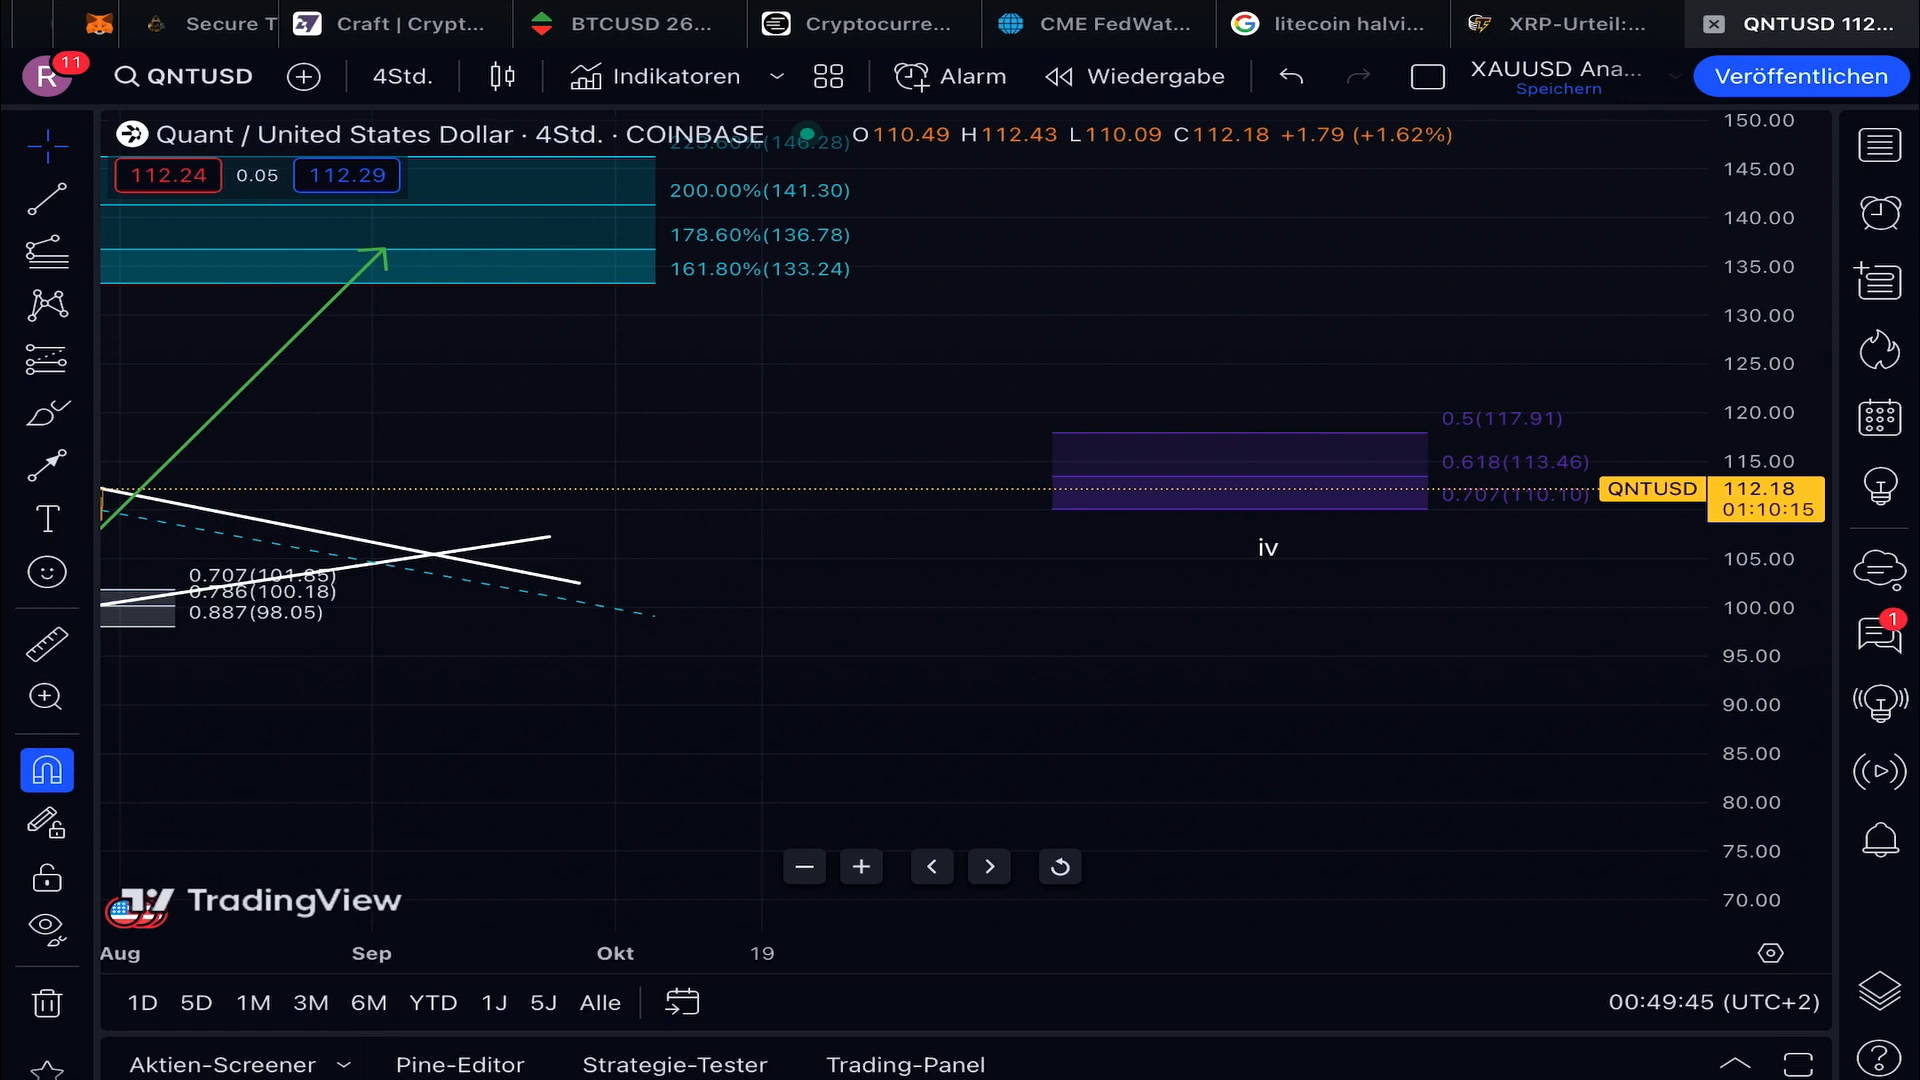 Secure T
Craft | Crypt...
BTCUSD 26...
Cryptocurre...
CME FedWat...
litecoin halvi...
XRP-Urteil:...
QNTUSD 112...
R 11
QNTUSD
4Std.
Indikatoren
Alarm
Wiedergabe
XAUUSD Ana...
Speichern
Veröffentlichen
Quant / United States Dollar · 4Std. · COINBASE
O110.49 H112.43 L110.09 C112.18 +1.79 (+1.62%)
112.24 0.05 112.29
200.00%(141.30)
178.60%(136.78)
161.80%(133.24)
0.5(117.91)
0.618(113.46)
0.707(110.10)
iv
0.707(101.85)
0.786(100.18)
0.887(98.05)
150.00
145.00
140.00
135.00
130.00
125.00
120.00
115.00
QNTUSD 112.18
01:10:15
105.00
100.00
95.00
90.00
85.00
80.00
75.00
70.00
1
TradingView
Aug Sep Okt 19
1D 5D 1M 3M 6M YTD 1J 5J Alle
00:49:45 (UTC+2)
Aktien-Screener Pine-Editor Strategie-Tester Trading-Panel